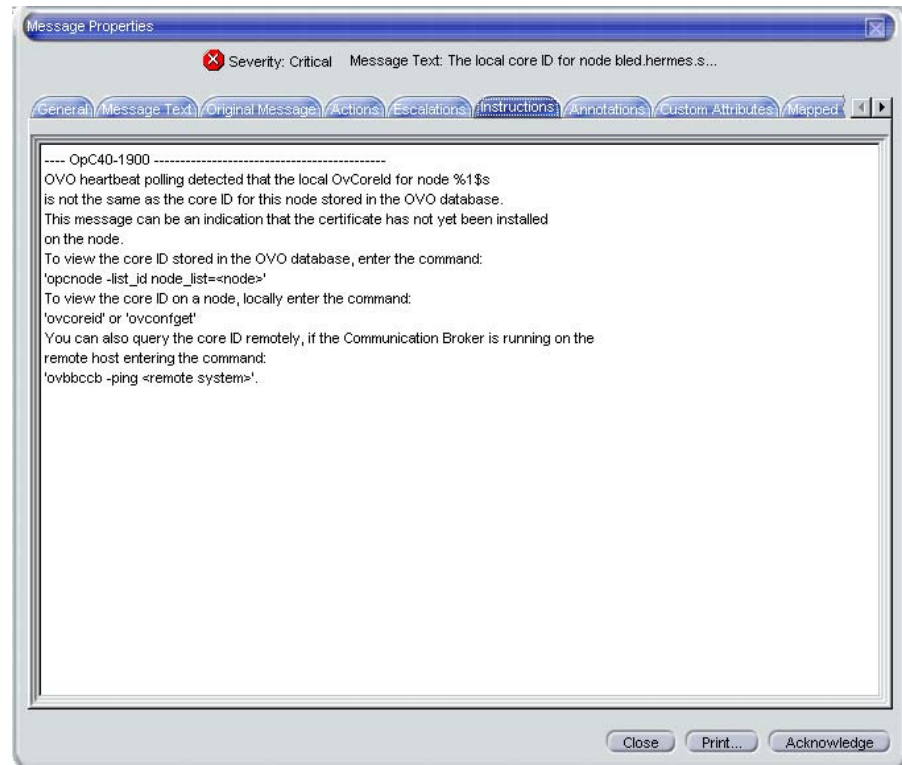 Message Properties
Severity: Critical Message Text: The local core ID for node bled.hermes.s...
General Message Text Original Message Actions Escalations Instructions Annotations Custom Attributes Mapped
---- OpC40-1900 ---------------------------------------------
OVO heartbeat polling detected that the local OvCoreId for node %1$s
is not the same as the core ID for this node stored in the OVO database.
This message can be an indication that the certificate has not yet been installed
on the node.
To view the core ID stored in the OVO database, enter the command:
'opcnode -list_id node_list=<node>'
To view the core ID on a node, locally enter the command:
'ovcoreid' or 'ovconfget'
You can also query the core ID remotely, if the Communication Broker is running on the
remote host entering the command:
'ovbbccb -ping <remote system>'.
Close Print... Acknowledge